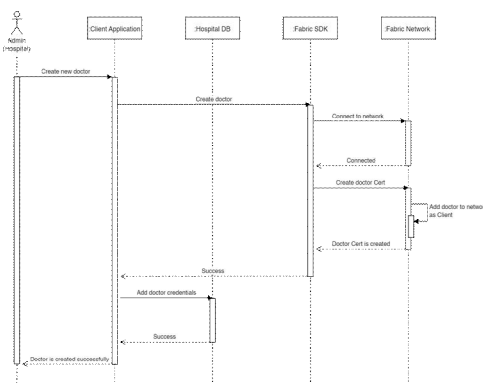 Admin
(Hospital)
:Client Application
:Hospital DB
:Fabric SDK
:Fabric Network
Create new doctor
Create doctor
Connect to network
Connected
Create doctor Cert
Add doctor to netwo
as Client
Doctor Cert is created
Success
Add doctor credentials
Success
Doctor is created successfully